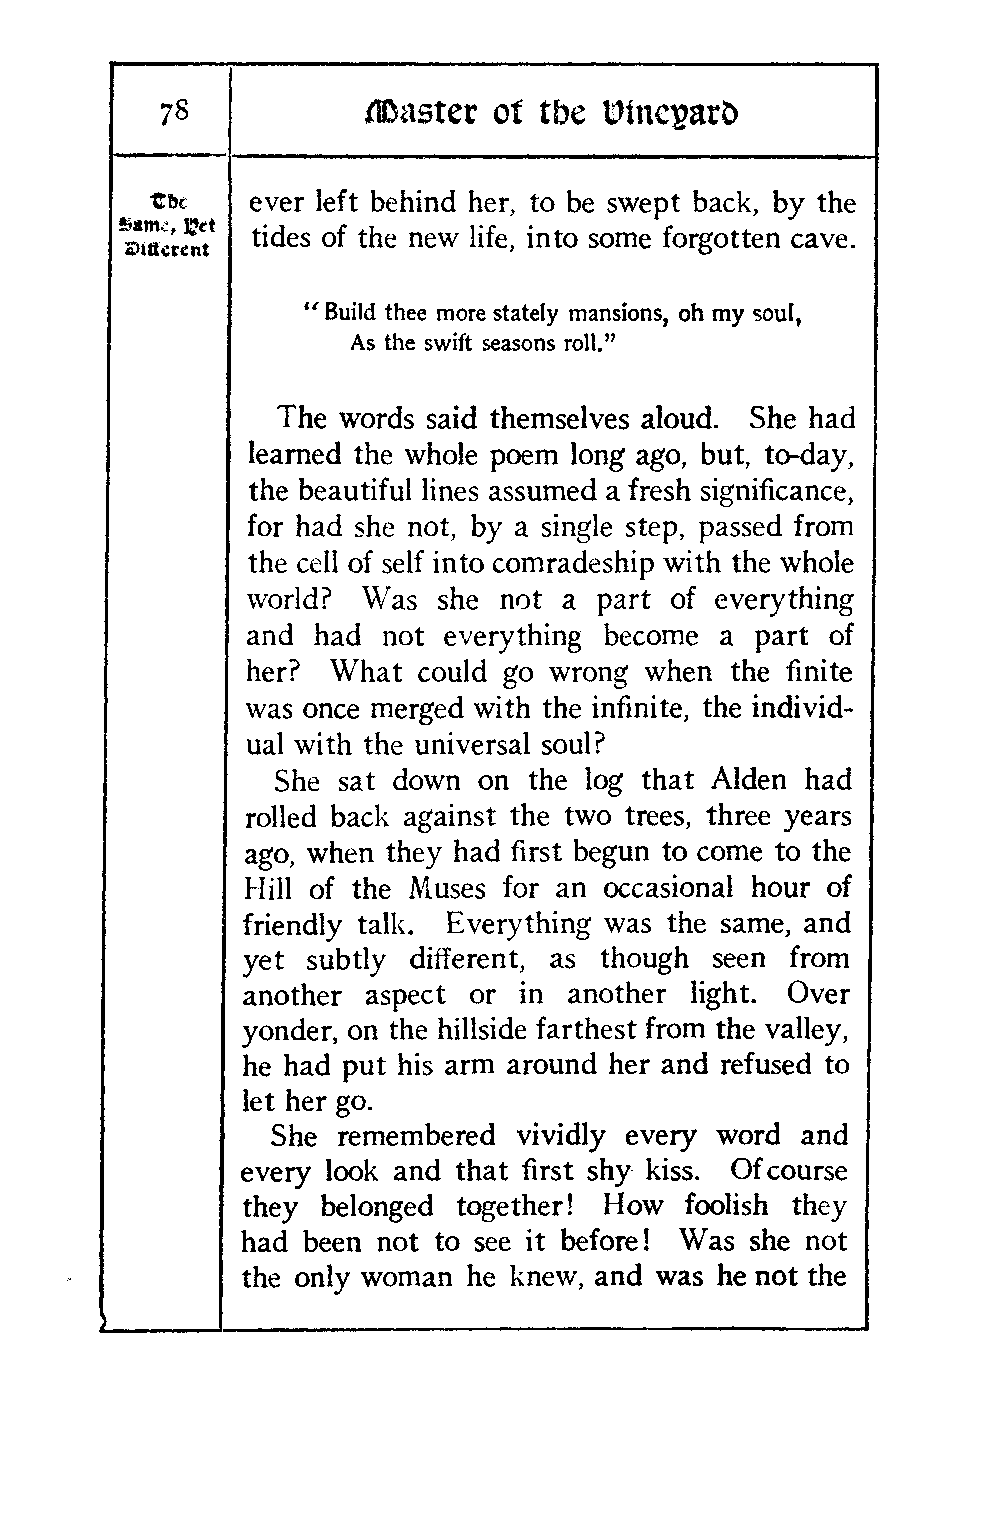 78
Master of the Vineyard
The
Same, Yet
Different
ever left behind her, to be swept back, by the
tides of the new life, into some forgotten cave.
"Build thee more stately mansions, oh my soul,
As the swift seasons roll."
The words said themselves aloud. She had
learned the whole poem long ago, but, to-day,
the beautiful lines assumed a fresh significance,
for had she not, by a single step, passed from
the cell of self into comradeship with the whole
world? Was she not a part of everything
and had not everything become a part of
her? What could go wrong when the finite
was once merged with the infinite, the individ-
ual with the universal soul?
She sat down on the log that Alden had
rolled back against the two trees, three years
ago, when they had first begun to come to the
Hill of the Muses for an occasional hour of
friendly talk. Everything was the same, and
yet subtly different, as though seen from
another aspect or in another light. Over
yonder, on the hillside farthest from the valley,
he had put his arm around her and refused to
let her go.
She remembered vividly every word and
every look and that first shy kiss. Of course
they belonged together! How foolish they
had been not to see it before! Was she not
the only woman he knew, and was he not the